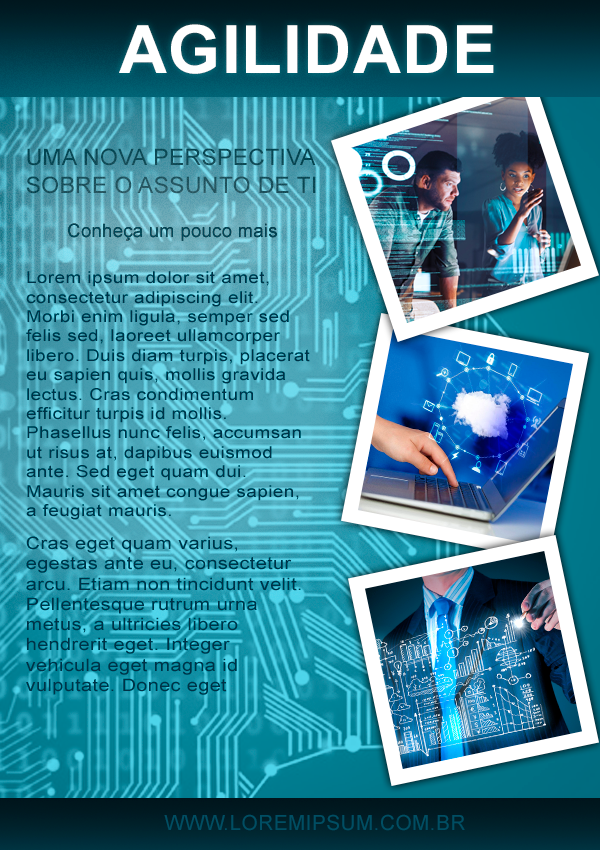 AGILIDADE
UMA NOVA PERSPECTIVA
SOBRE O ASSUNTO DE TI
Conheça um pouco mais
Lorem ipsum dolor sit amet,
consectetur adipiscing elit.
Morbi enim ligula, semper sed
felis sed, laoreet ullamcorper
libero. Duis diam turpis, placerat
eu sapien quis, mollis gravida
lectus. Cras condimentum
efficitur turpis id mollis.
Phasellus nunc felis, accumsan
ut risus at, dapibus euismod
ante. Sed eget quam dui.
Mauris sit amet congue sapien,
a feugiat mauris.
Cras eget quam varius,
egestas ante eu, consectetur
arcu. Etiam non tincidunt velit.
Pellentesque rutrum urna
metus, a ultricies libero
hendrerit eget. Integer
vehicula eget magna id
vulputate. Donec eget
WWW.LOREMIPSUM.COM.BR